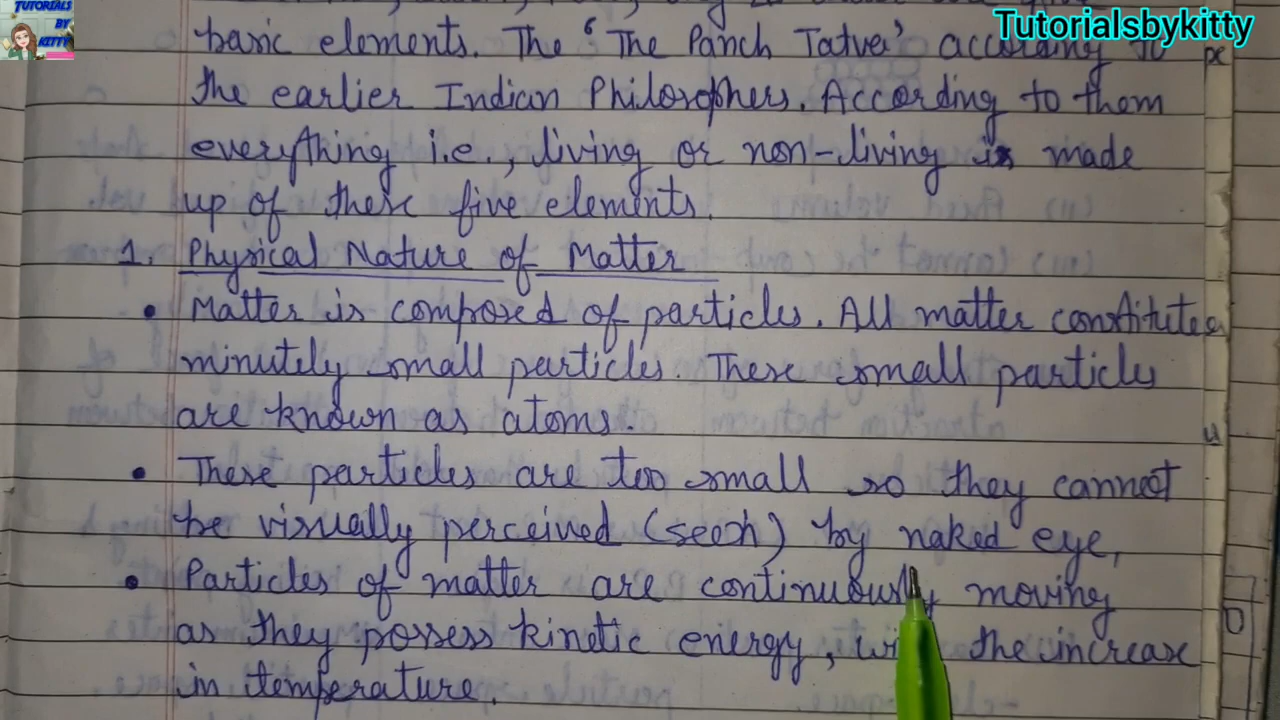 TUTORIALS
BY
KITTY
Tutorialsbykitty
basic elements. The 'The Panch Tatva' according to
the earlier Indian Philosophers. According to them
everything i.e., living or non-living is made
up of these five elements.
1. Physical Nature of Matter
• Matter is composed of particles. All matter constitutes
minutely small particles. These small particles
are known as atoms.
• These particles are too small so they cannot
be visually perceived (seen) by naked eye,
• Particles of matter are continuously moving
as they possess kinetic energy, the increase
in temperature.